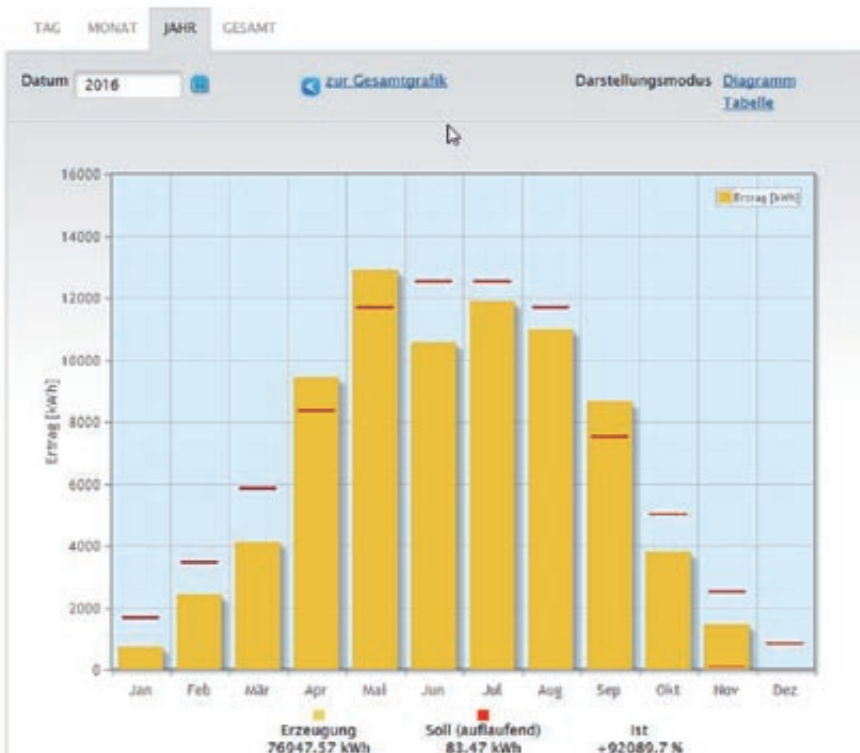 TAG MONAT JAHR GESAMT
Datum 2016 zur Gesamtgrafik Darstellungsmodus Diagramm
Tabelle
Ertrag [kWh]
16000
14000
12000
10000
8000
6000
4000
2000
0
Ertrag [kWh]
Jan Feb Mär Apr Mai Jun Jul Aug Sep Okt Nov Dez
Erzeugung Soll (auflaufend) Ist
76947.57 kWh 83.47 kWh +92089.7 %